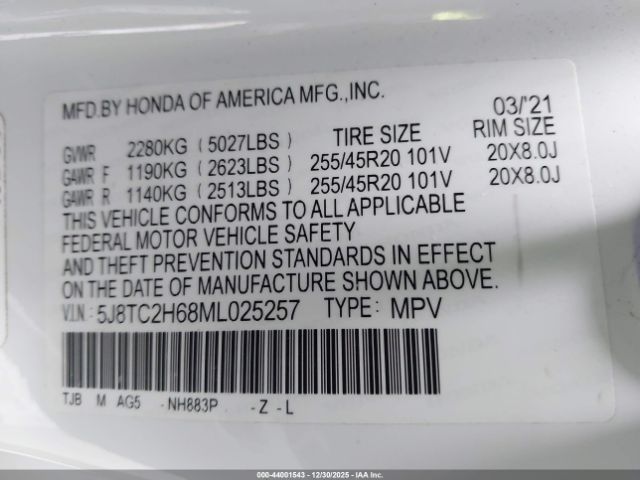 MFD.BY HONDA OF AMERICA MFG.,INC. 03/'21
GVWR 2280KG (5027LBS) TIRE SIZE RIM SIZE
GAWR F 1190KG (2623LBS) 255/45R20 101V 20X8.0J
GAWR R 1140KG (2513LBS) 255/45R20 101V 20X8.0J
THIS VEHICLE CONFORMS TO ALL APPLICABLE
FEDERAL MOTOR VEHICLE SAFETY
AND THEFT PREVENTION STANDARDS IN EFFECT
ON THE DATE OF MANUFACTURE SHOWN ABOVE.
V.I.N: 5J8TC2H68ML025257 TYPE: MPV
TJB M AG5 -NH883P -Z -L
000-44001543 - 12/30/2025 - IAA Inc.